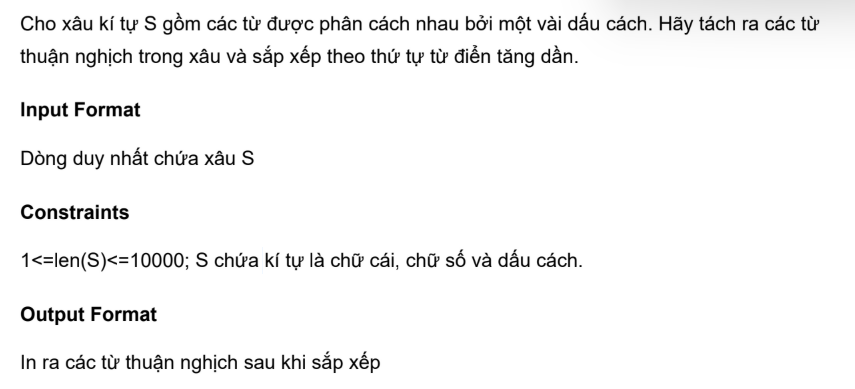 Cho xâu kí tự S gồm các từ được phân cách nhau bởi một vài dấu cách. Hãy tách ra các từ
thuận nghịch trong xâu và sắp xếp theo thứ tự từ điển tăng dần.
Input Format
Dòng duy nhất chứa xâu S
Constraints
1<=len(S)<=10000; S chứa kí tự là chữ cái, chữ số và dấu cách.
Output Format
In ra các từ thuận nghịch sau khi sắp xếp